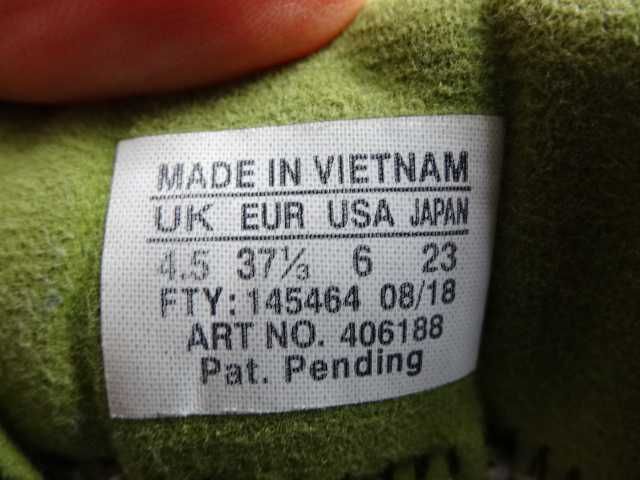 MADE IN VIETNAM
UK EUR USA JAPAN
4.5 37⅓ 6 23
FTY: 145464 08/18
ART NO. 406188
Pat. Pending